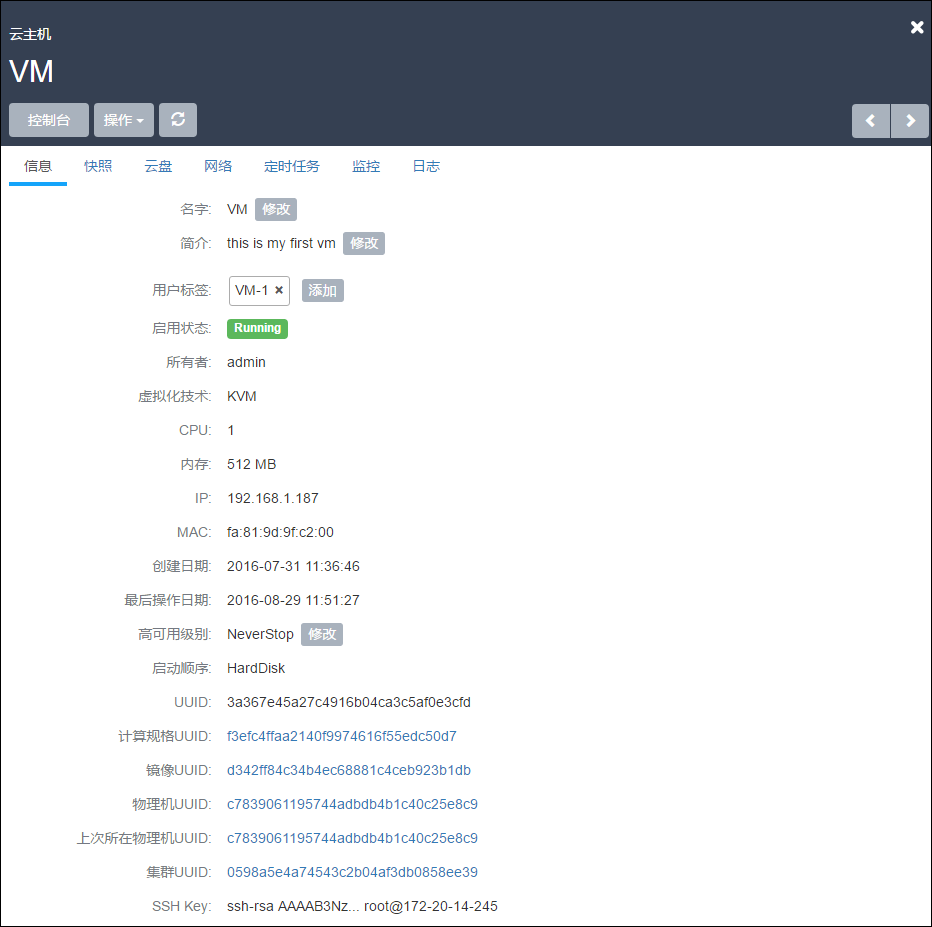 云主机
VM
控制台 操作
信息 快照 云盘 网络 定时任务 监控 日志
名字: VM 修改
简介: this is my first vm 修改
用户标签: VM-1 × 添加
启用状态: Running
所有者: admin
虚拟化技术: KVM
CPU: 1
内存: 512 MB
IP: 192.168.1.187
MAC: fa:81:9d:9f:c2:00
创建日期: 2016-07-31 11:36:46
最后操作日期: 2016-08-29 11:51:27
高可用级别: NeverStop 修改
启动顺序: HardDisk
UUID: 3a367e45a27c4916b04ca3c5af0e3cfd
计算规格UUID: f3efc4ffaa2140f9974616f55edc50d7
镜像UUID: d342ff84c34b4ec68881c4ceb923b1db
物理机UUID: c7839061195744adbdb4b1c40c25e8c9
上次所在物理机UUID: c7839061195744adbdb4b1c40c25e8c9
集群UUID: 0598a5e4a74543c2b04af3db0858ee39
SSH Key: ssh-rsa AAAAB3Nz... root@172-20-14-245